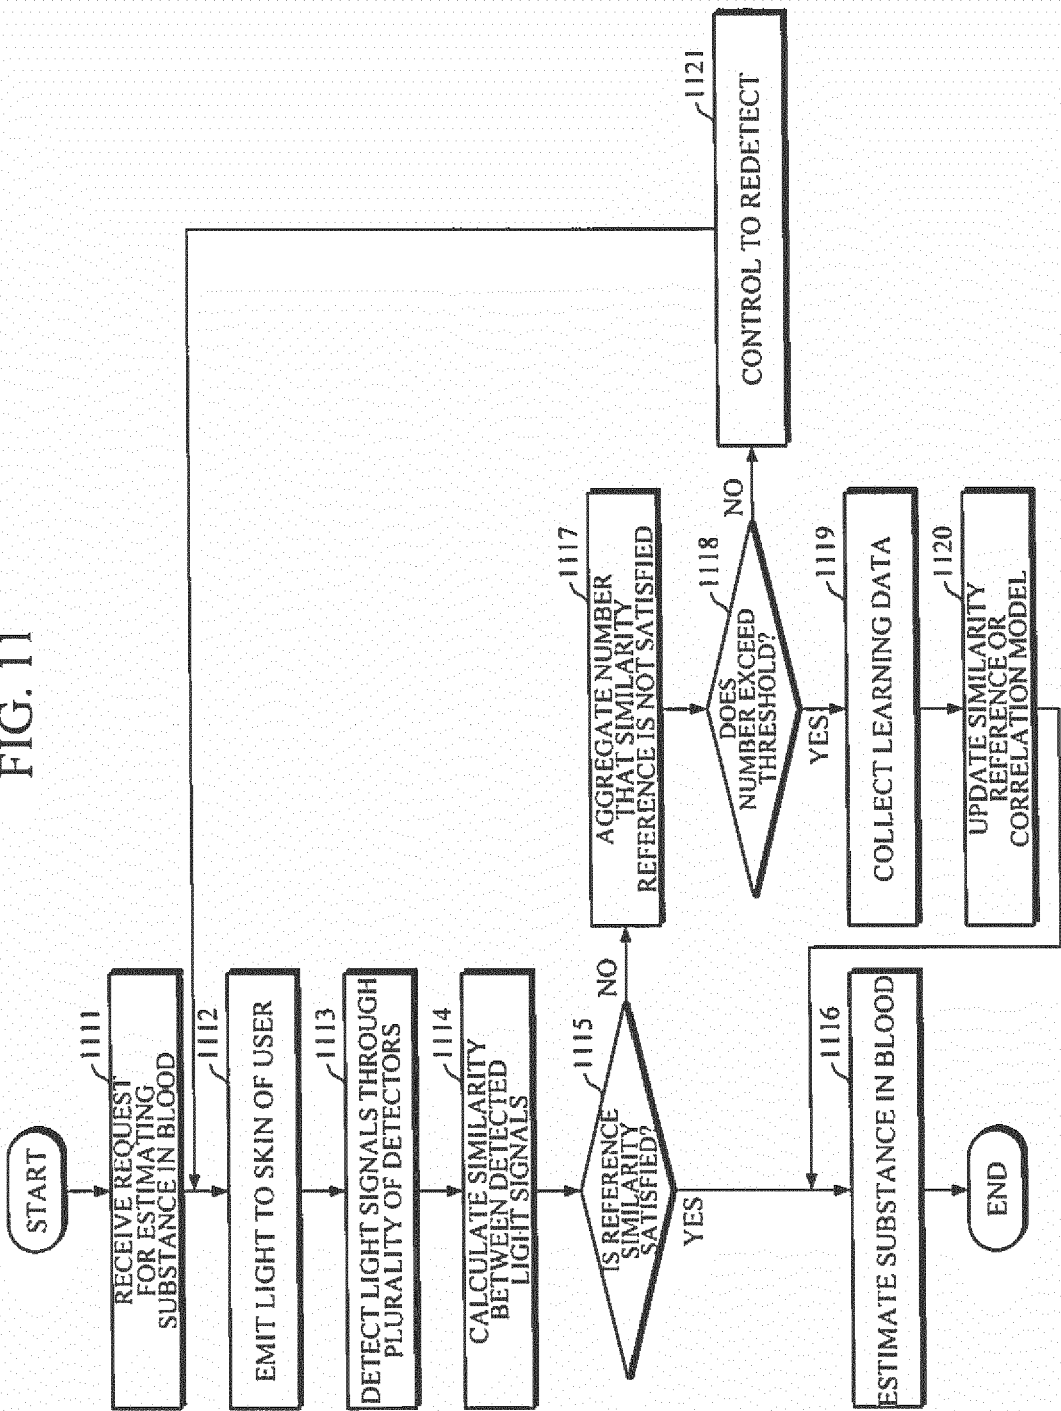 FIG. 11
START
1111
RECEIVE REQUEST
FOR ESTIMATING
SUBSTANCE IN BLOOD
1112
EMIT LIGHT TO SKIN OF USER
1113
DETECT LIGHT SIGNALS THROUGH
PLURALITY OF DETECTORS
1114
CALCULATE SIMILARITY
BETWEEN DETECTED
LIGHT SIGNALS
1115
IS REFERENCE
SIMILARITY
SATISFIED?
NO
YES
1117
AGGREGATE NUMBER
THAT SIMILARITY
REFERENCE IS NOT SATISFIED
1118
DOES
NUMBER EXCEED
THRESHOLD?
NO
YES
1121
CONTROL TO REDETECT
1119
COLLECT LEARNING DATA
1120
UPDATE SIMILARITY
REFERENCE OR
CORRELATION MODEL
1116
ESTIMATE SUBSTANCE IN BLOOD
END